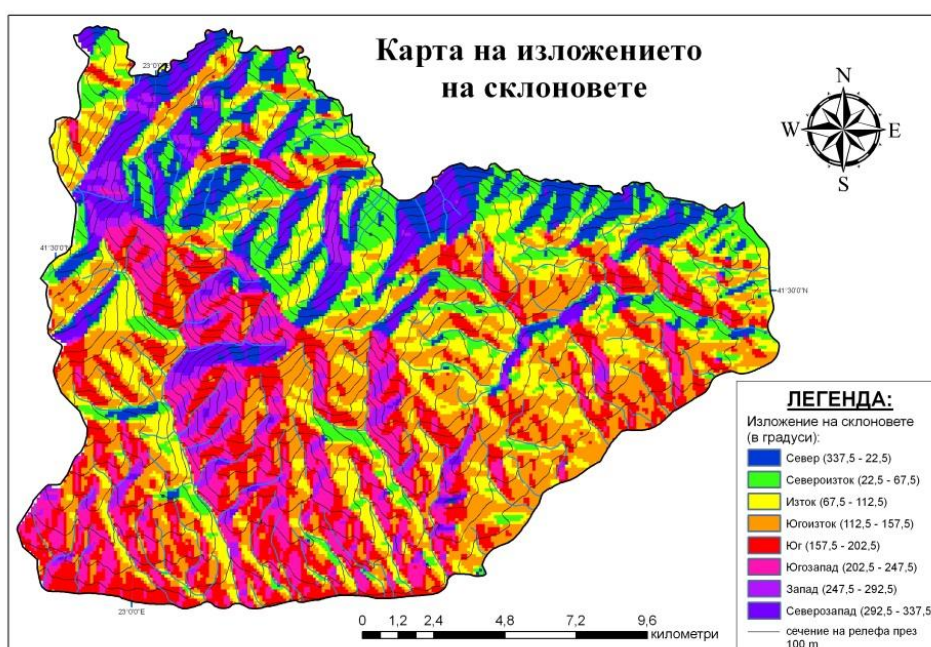 Карта на изложението
на склоновете
N
W
E
S
23°0'0"E
41°30'0"N
41°30'0"N
ЛЕГЕНДА:
Изложение на склоновете
(в градуси):
Север (337,5 - 22,5)
Североизток (22,5 - 67,5)
Изток (67,5 - 112,5)
Югоизток (112,5 - 157,5)
Юг (157,5 - 202,5)
Югозапад (202,5 - 247,5)
Запад (247,5 - 292,5)
Северозапад (292,5 - 337,5)
сечение на релефа през
100 m
23°0'0"E
0 1,2 2,4 4,8 7,2 9,6
километри